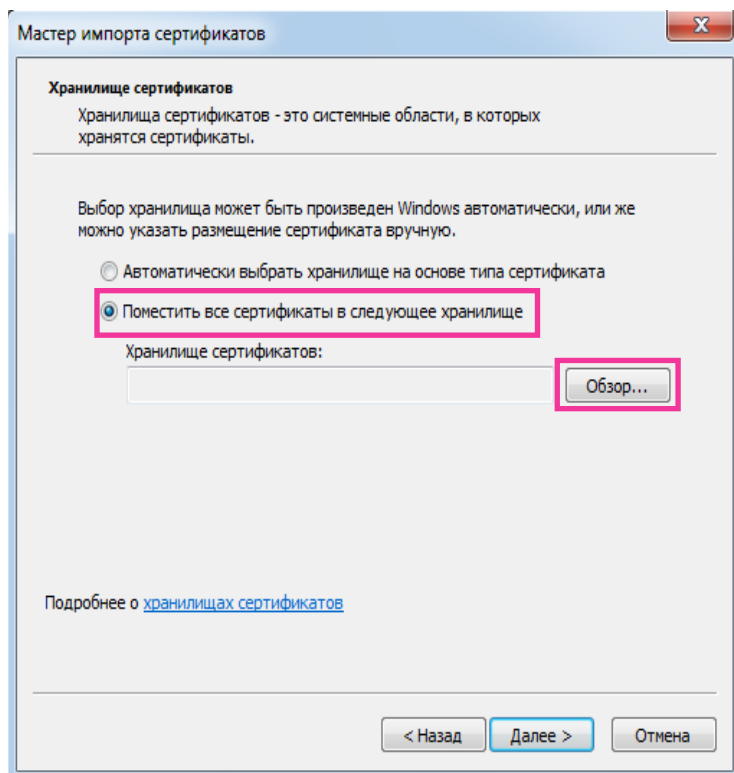 Мастер импорта сертификатов
X
Хранилище сертификатов
Хранилища сертификатов - это системные области, в которых
хранятся сертификаты.
Выбор хранилища может быть произведен Windows автоматически, или же
можно указать размещение сертификата вручную.
Автоматически выбрать хранилище на основе типа сертификата
Поместить все сертификаты в следующее хранилище
Хранилище сертификатов:
Обзор...
Подробнее о хранилищах сертификатов
< Назад Далее > Отмена